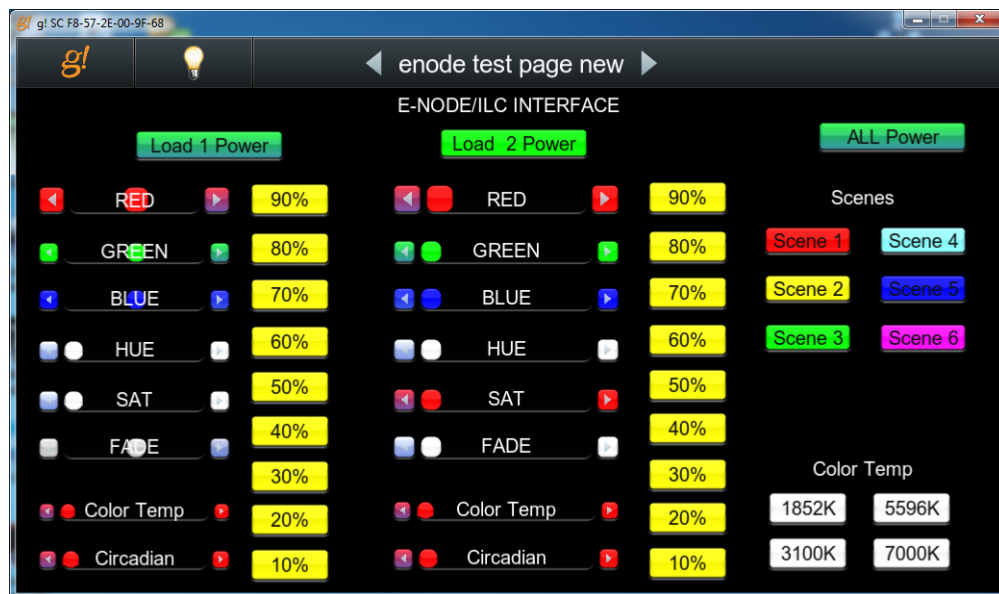 g! SC F8-57-2E-00-9F-68
g!
enode test page new
E-NODE/ILC INTERFACE
Load 1 Power
Load 2 Power
ALL Power
RED
90%
RED
90%
Scenes
GREEN
80%
GREEN
80%
Scene 1
Scene 4
BLUE
70%
BLUE
70%
Scene 2
Scene 5
HUE
60%
HUE
60%
Scene 3
Scene 6
SAT
50%
SAT
50%
FADE
40%
FADE
40%
30%
30%
Color Temp
Color Temp
20%
Color Temp
20%
1852K
5596K
Circadian
10%
Circadian
10%
3100K
7000K